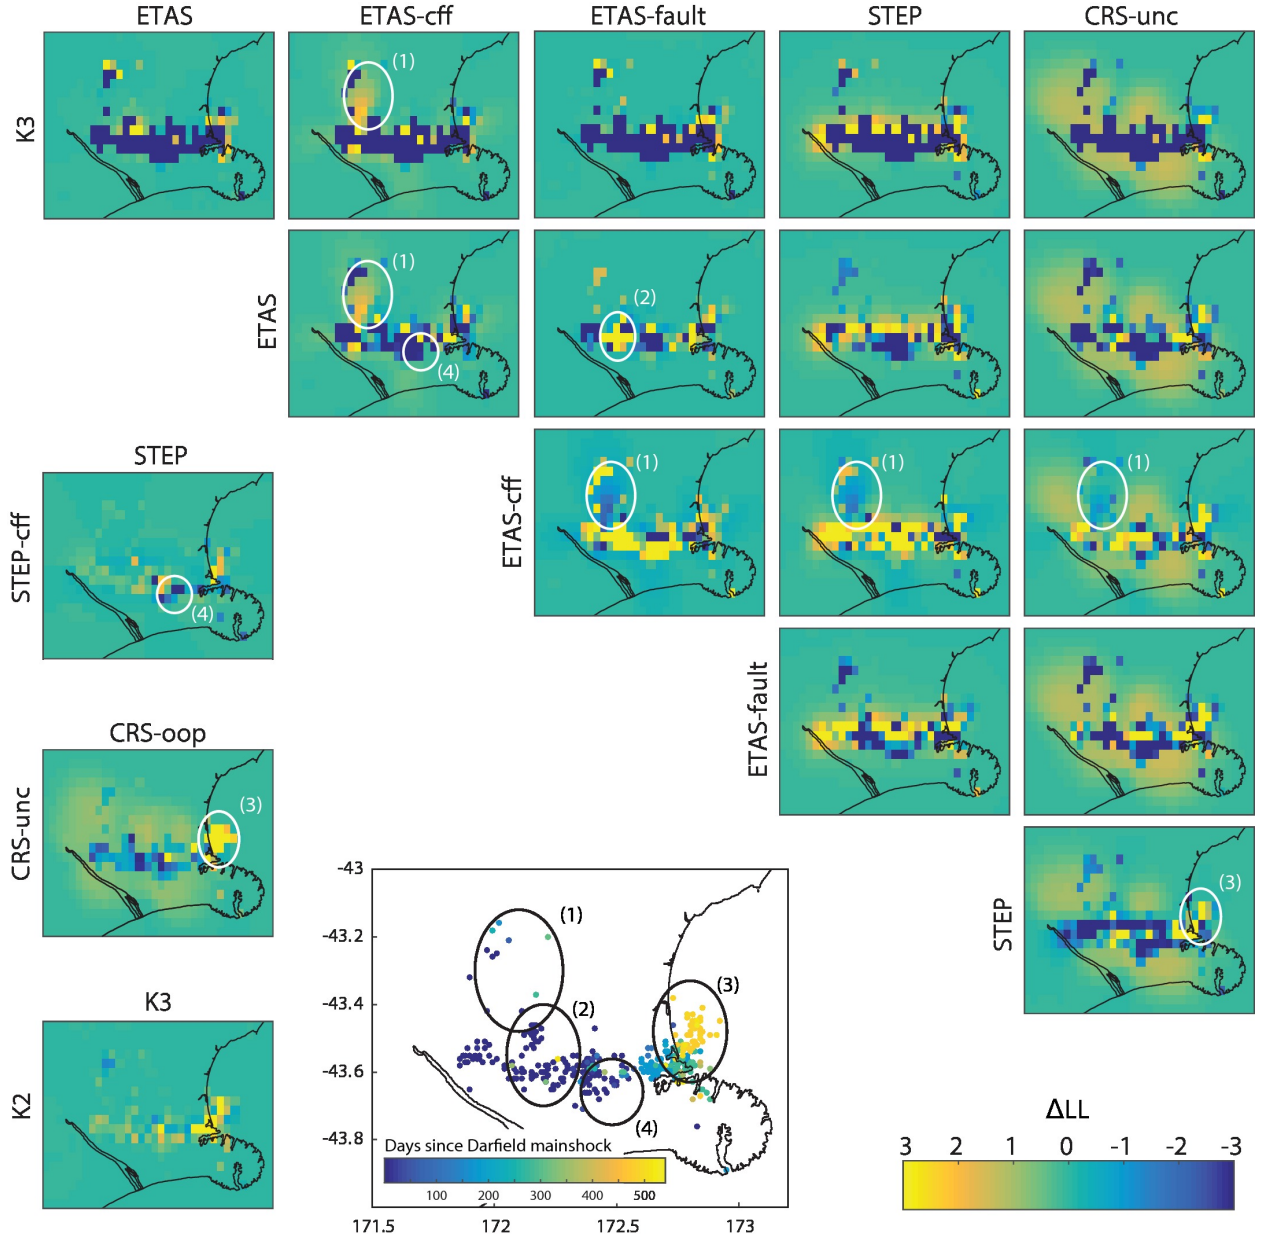 ETAS ETAS-cff ETAS-fault STEP CRS-unc
K3
(1)
ETAS
(1)
(4)
(2)
STEP
STEP-cff
(4)
ETAS-cff
(1)
(1)
(1)
ETAS-fault
CRS-oop
CRS-unc
(3)
STEP
(3)
K3
K2
-43
-43.2
-43.4
-43.6
-43.8
(1)
(2)
(3)
(4)
Days since Darfield mainshock
100 200 300 400 500
171.5 172 172.5 173
ΔLL
3 2 1 0 -1 -2 -3